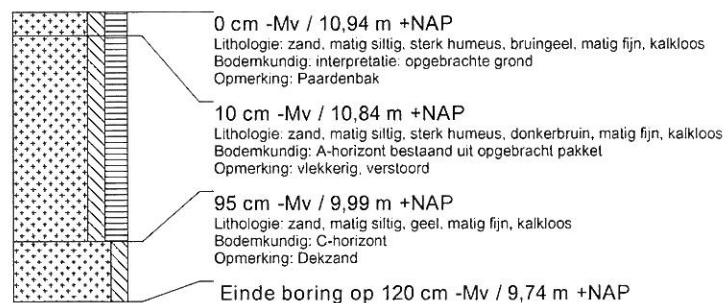 0 cm -Mv / 10,94 m +NAP
Lithologie: zand, matig siltig, sterk humeus, bruingeel, matig fijn, kalkloos
Bodemkundig: interpretatie: opgebrachte grond
Opmerking: Paardenbak
10 cm -Mv / 10,84 m +NAP
Lithologie: zand, matig siltig, sterk humeus, donkerbruin, matig fijn, kalkloos
Bodemkundig: A-horizont bestaand uit opgebracht pakket
Opmerking: vlekkerig, verstoord
95 cm -Mv / 9,99 m +NAP
Lithologie: zand, matig siltig, geel, matig fijn, kalkloos
Bodemkundig: C-horizont
Opmerking: Dekzand
Einde boring op 120 cm -Mv / 9,74 m +NAP